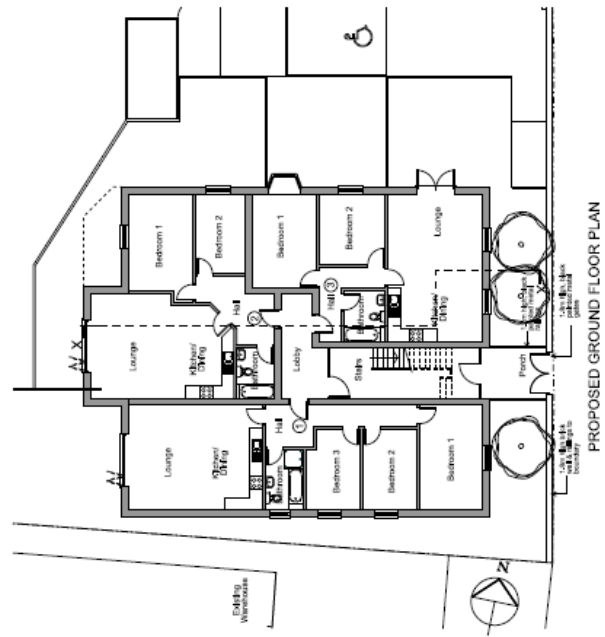 Bedroom 1
Bedroom 2
Bedroom 1
Bedroom 2
Lounge
Hall
3
Bathroom
Kitchen/
Dining
Lounge
Kitchen/
Dining
Hall
2
Bathroom
Lobby
Stairs
Porch
Lounge
Kitchen/
Dining
Hall
1
Bathroom
Bedroom 3
Bedroom 2
Bedroom 1
boundary
gates
Existing
Warehouse
N
PROPOSED GROUND FLOOR PLAN